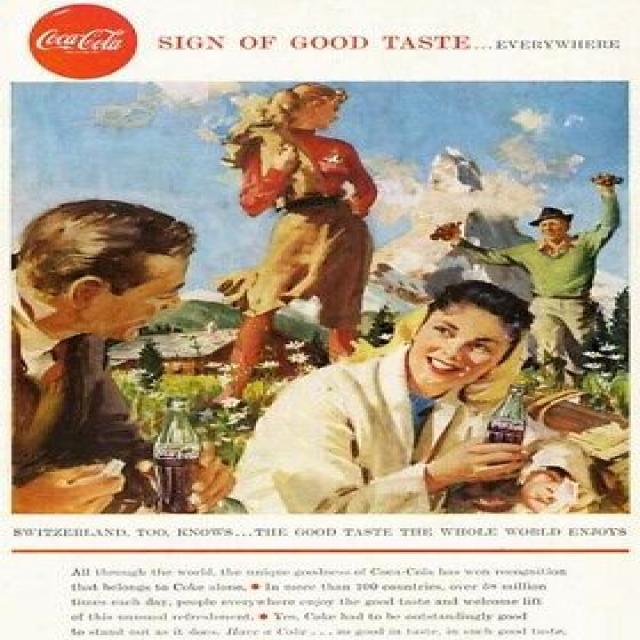 Coca-Cola
SIGN OF GOOD TASTE...EVERYWHERE
SWITZERLAND, TOO, KNOWS...THE GOOD TASTE THE WHOLE WORLD ENJOYS
All through the world, the unique goodness of Coca-Cola has won recognition
that belongs to Coke alone. • In more than 100 countries, over 58 million
times each day, people everywhere enjoy the good taste and welcome lift
of this unusual refreshment. • Yes, Coke had to be outstandingly good
to stand out as it does. Have a Coke... so good in taste, in such good taste.